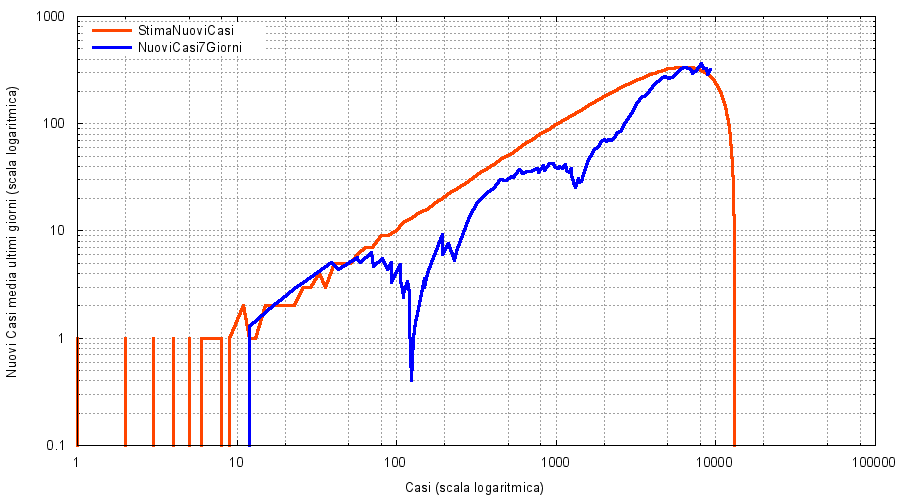 1000
StimaNuoviCasi
NuoviCasi7Giorni
100
10
1
0.1
1 10 100 1000 10000 100000
Nuovi Casi media ultimi giorni (scala logaritmica)
Casi (scala logaritmica)